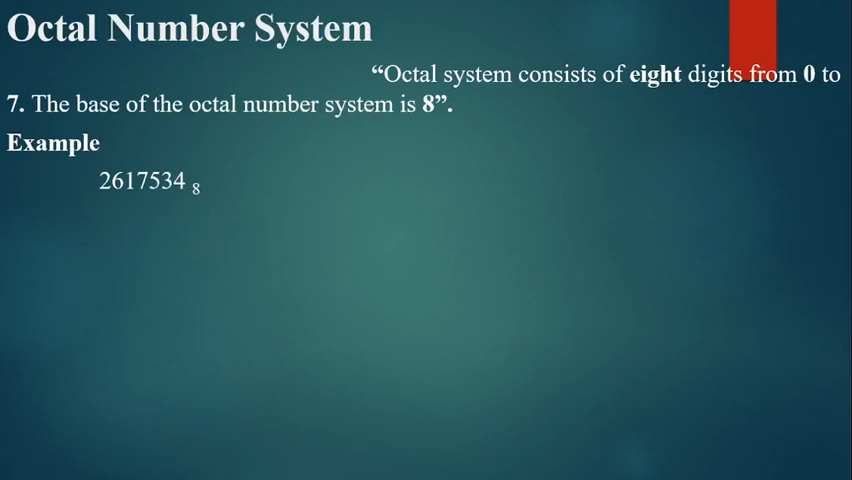 Octal Number System
“Octal system consists of eight digits from 0 to
7. The base of the octal number system is 8”.
Example
2617534 8